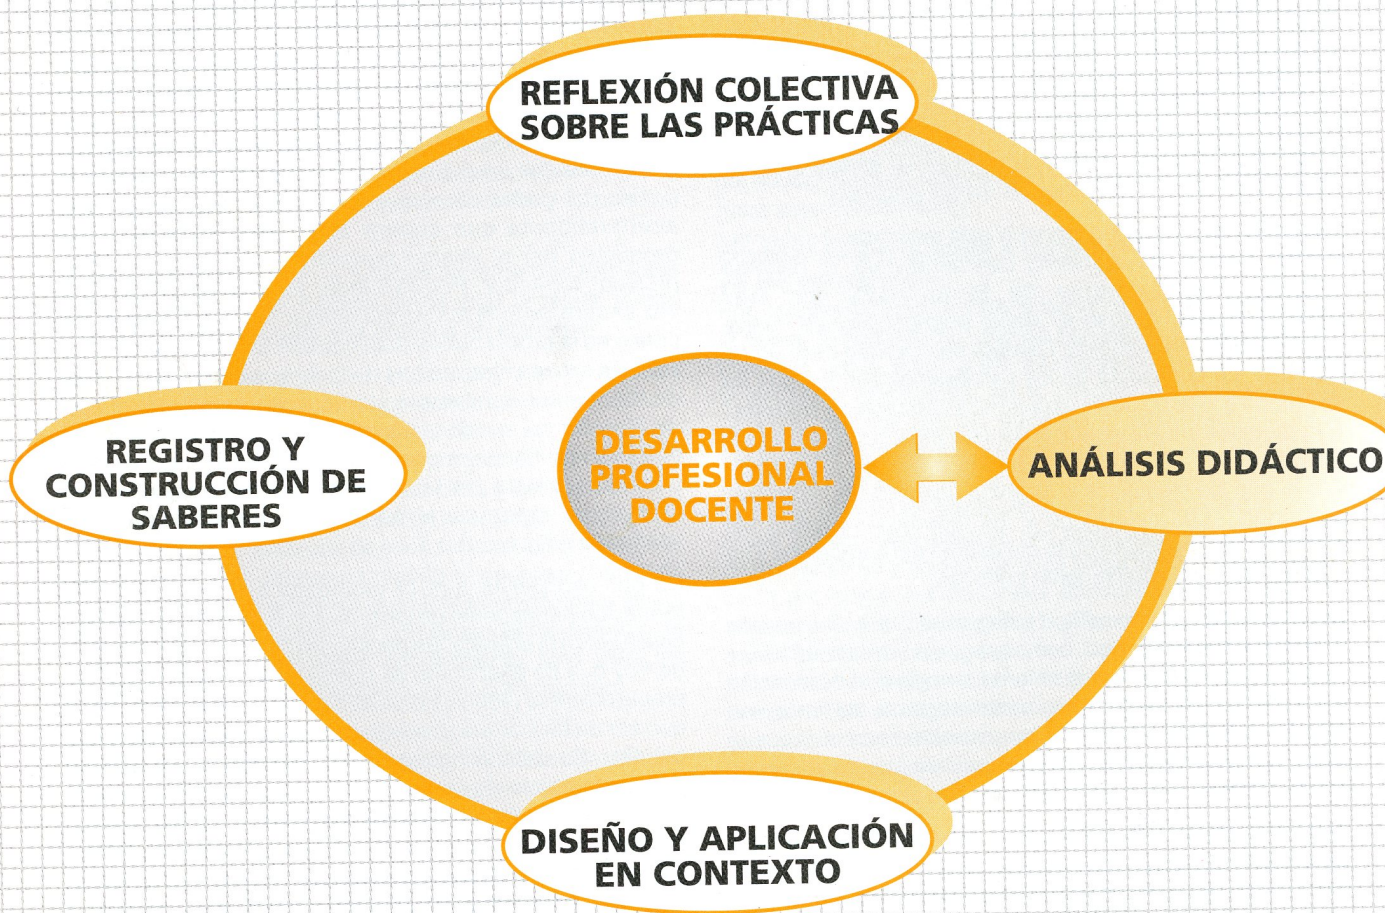 REFLEXIÓN COLECTIVA
SOBRE LAS PRÁCTICAS
REGISTRO Y
CONSTRUCCIÓN DE
SABERES
DESARROLLO
PROFESIONAL
DOCENTE
ANÁLISIS DIDÁCTICO
DISEÑO Y APLICACIÓN
EN CONTEXTO